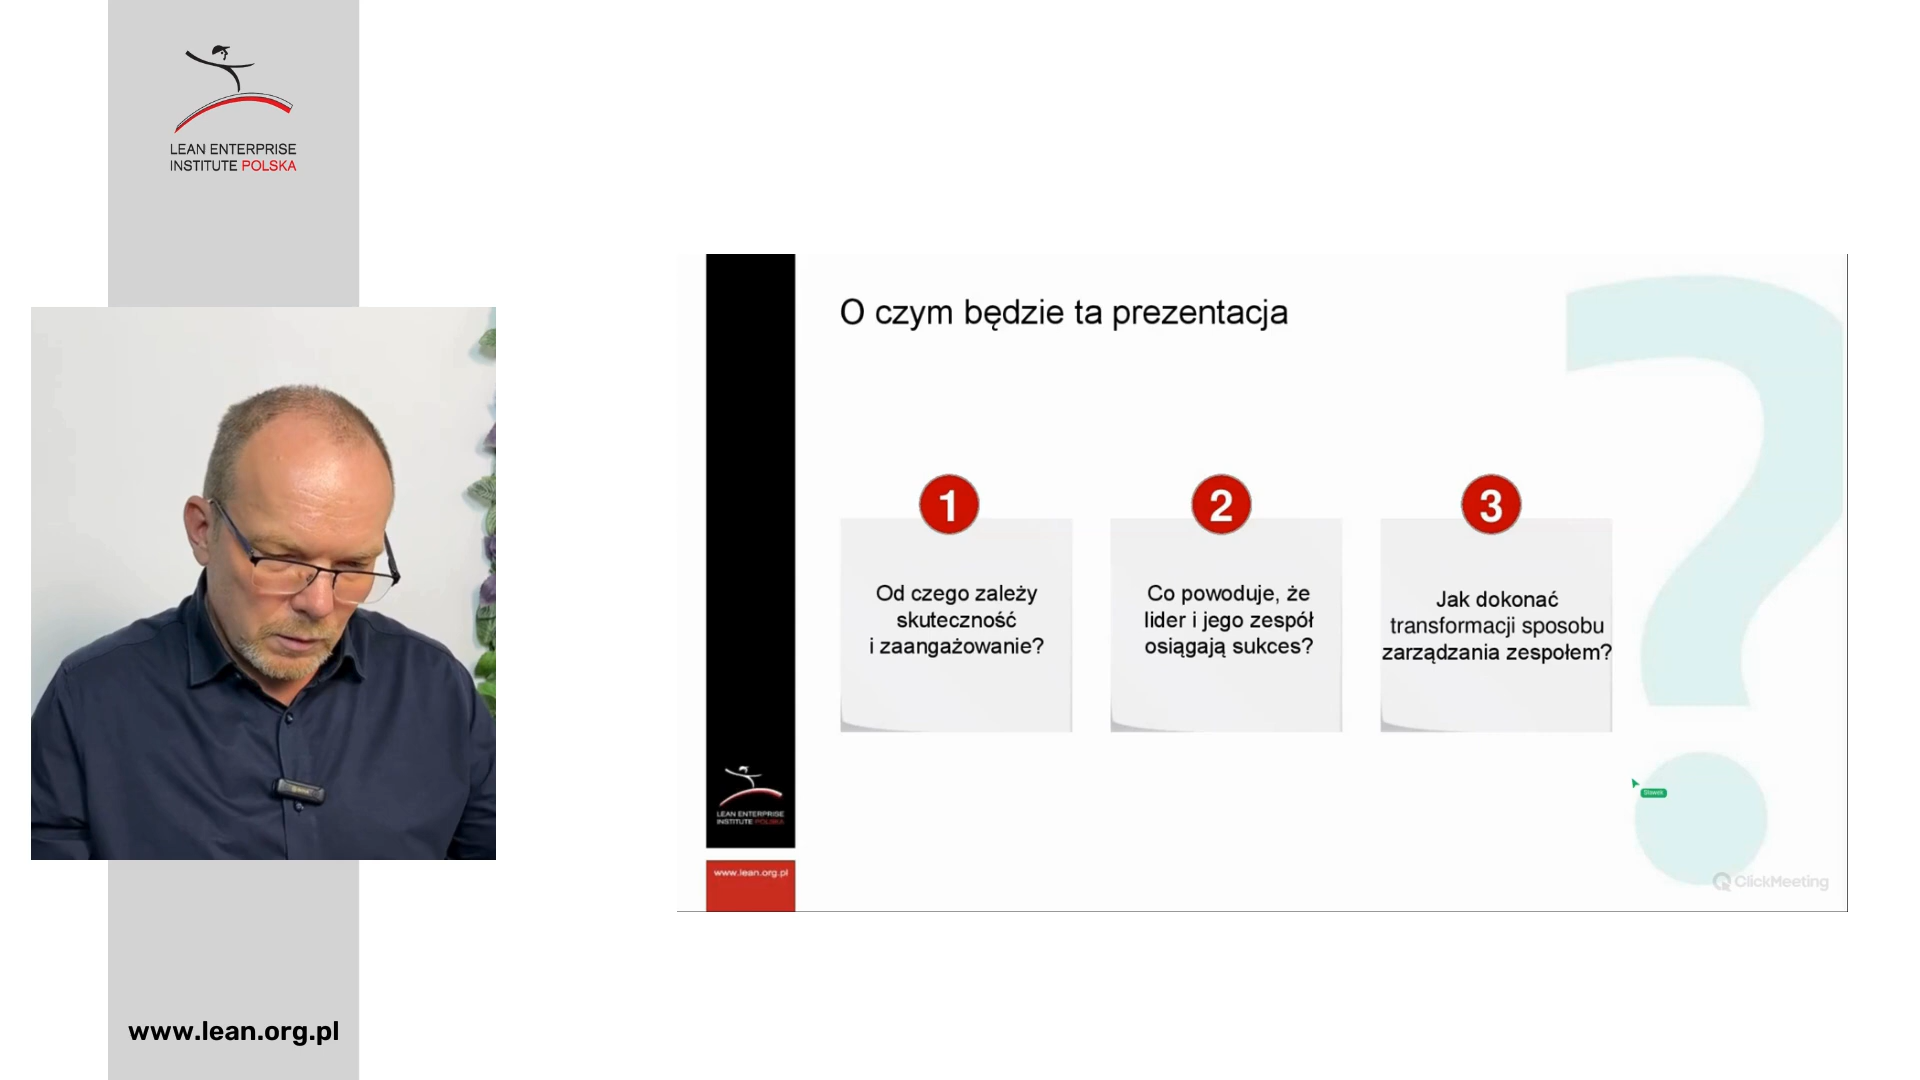 LEAN ENTERPRISE
INSTITUTE POLSKA
O czym będzie ta prezentacja
1
Od czego zależy
skuteczność
i zaangażowanie?
2
Co powoduje, że
lider i jego zespół
osiągają sukces?
3
Jak dokonać
transformacji sposobu
zarządzania zespołem?
?
Sławek
LEAN ENTERPRISE
INSTITUTE POLSKA
www.lean.org.pl
ClickMeeting
www.lean.org.pl